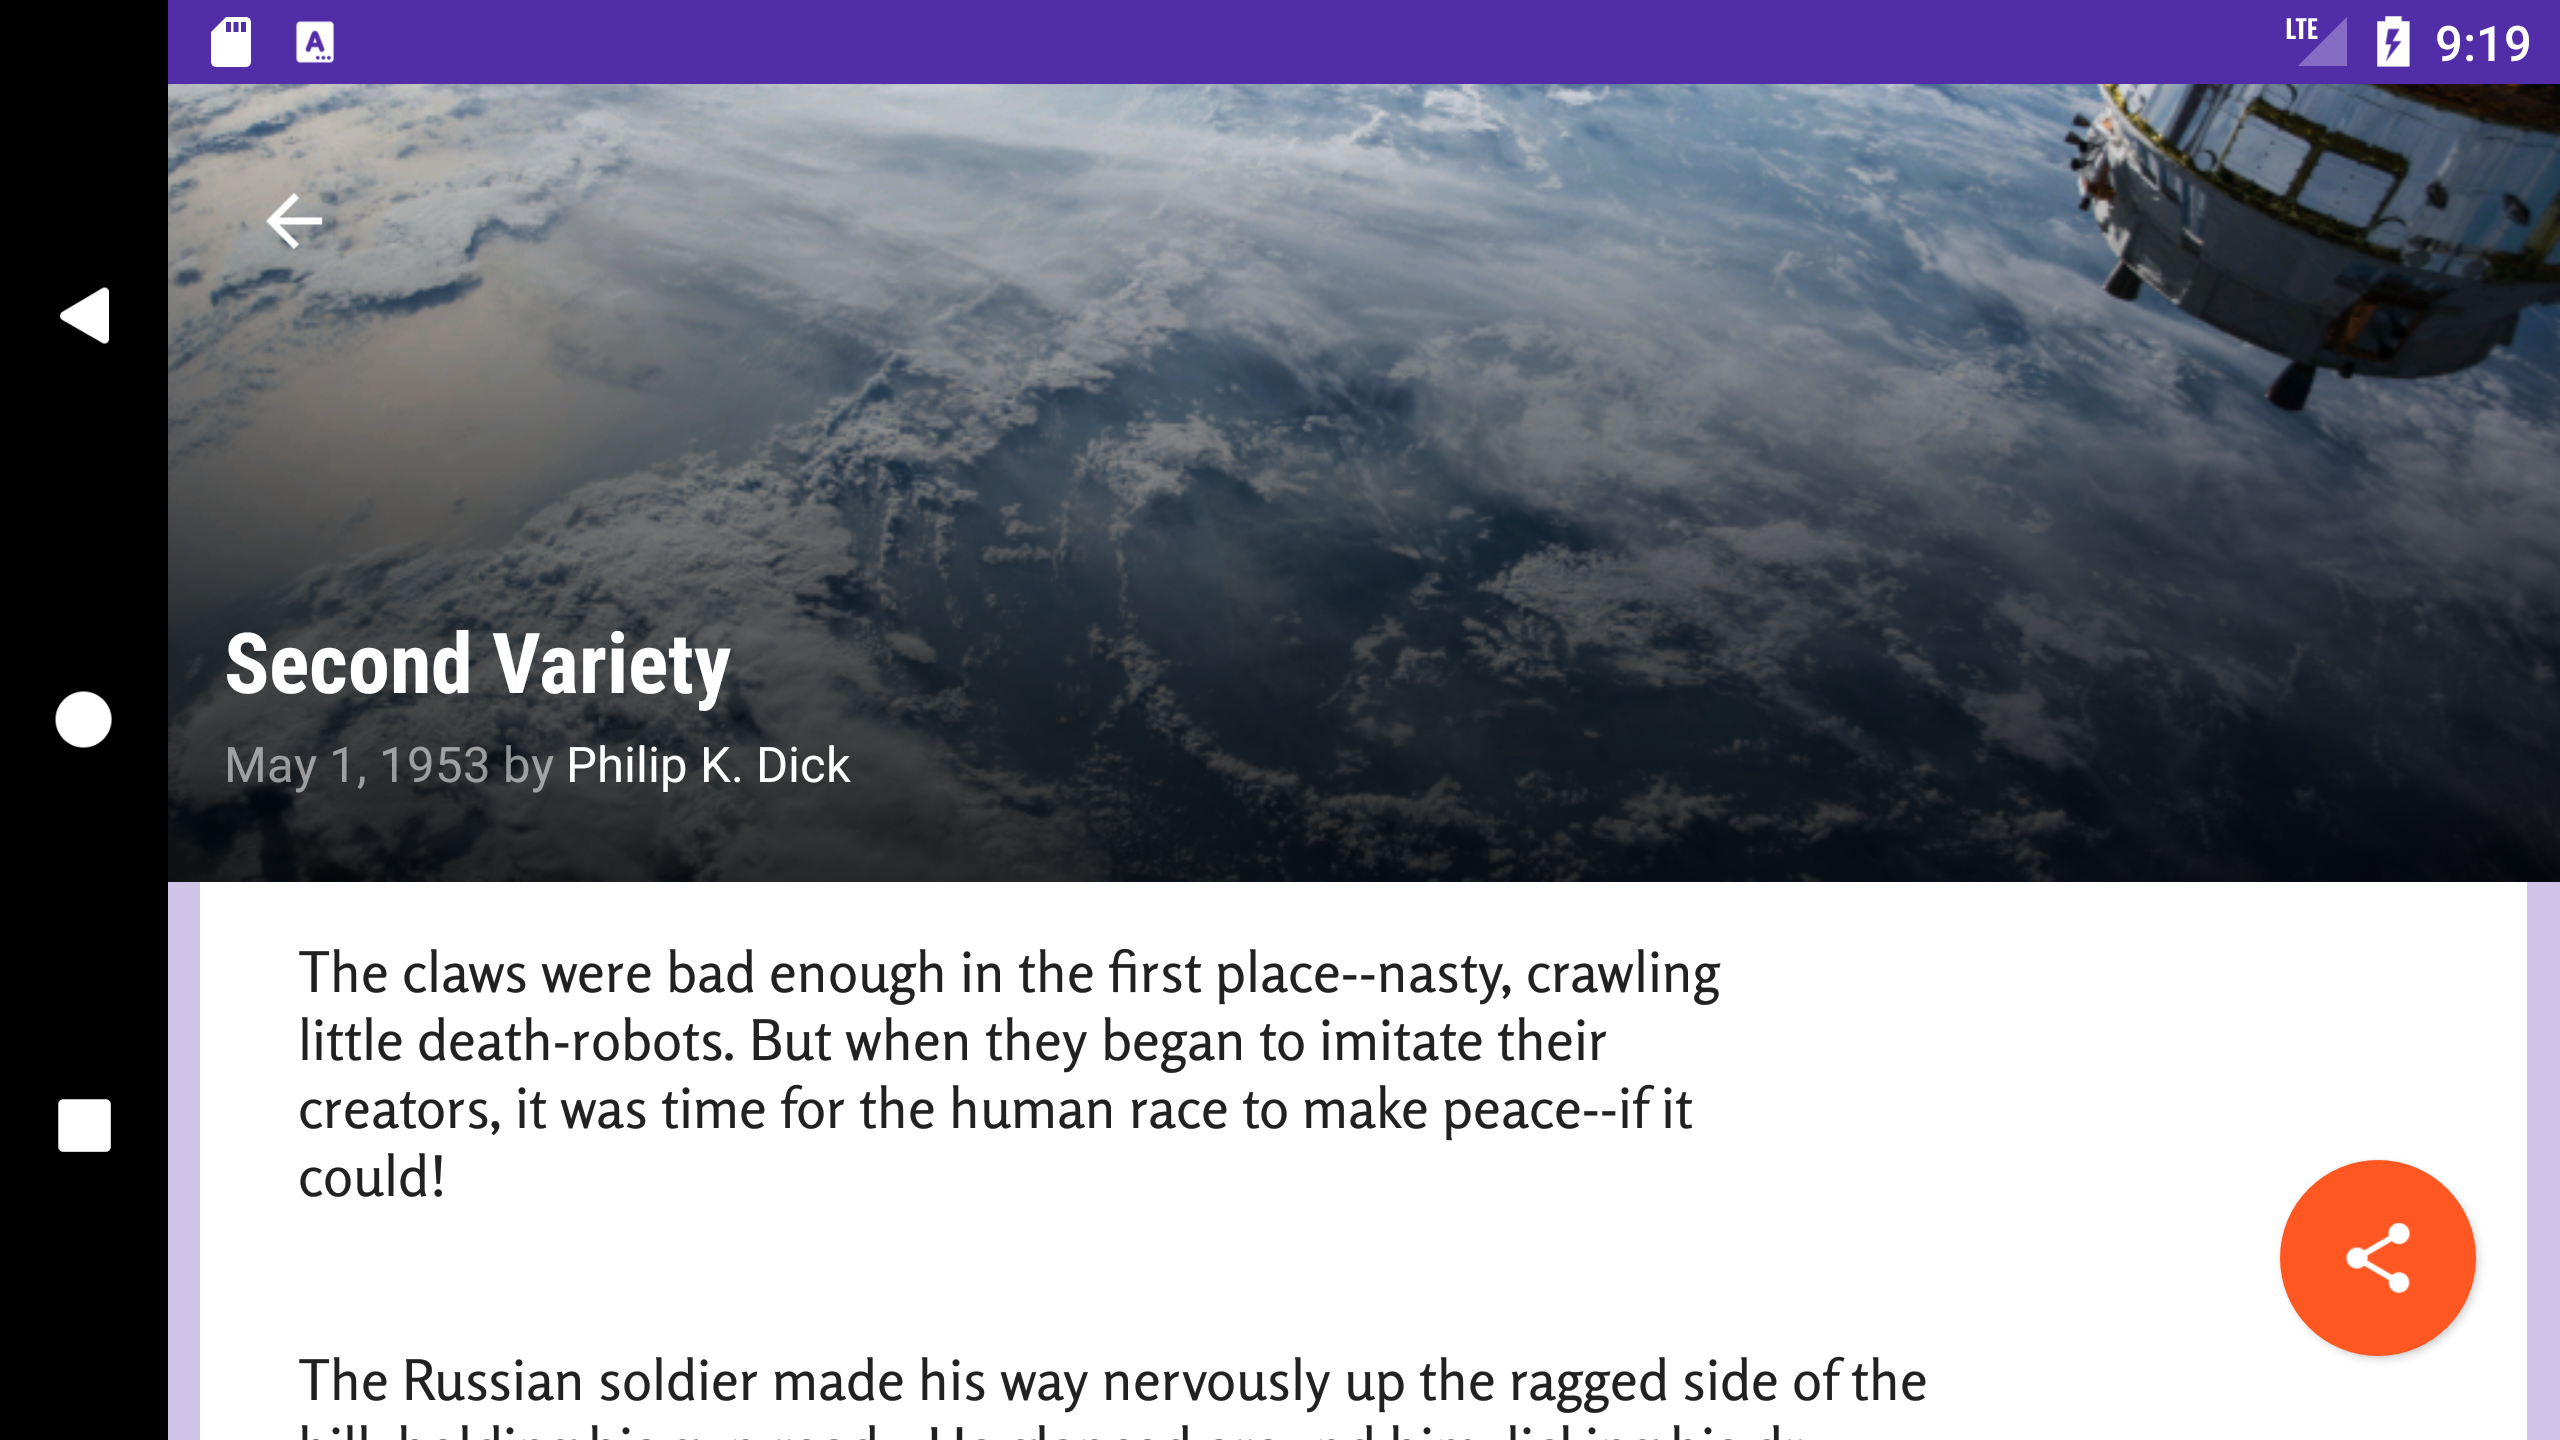 LTE 9:19
Second Variety
May 1, 1953 by Philip K. Dick
The claws were bad enough in the first place--nasty, crawling
little death-robots. But when they began to imitate their
creators, it was time for the human race to make peace--if it
could!
The Russian soldier made his way nervously up the ragged side of the